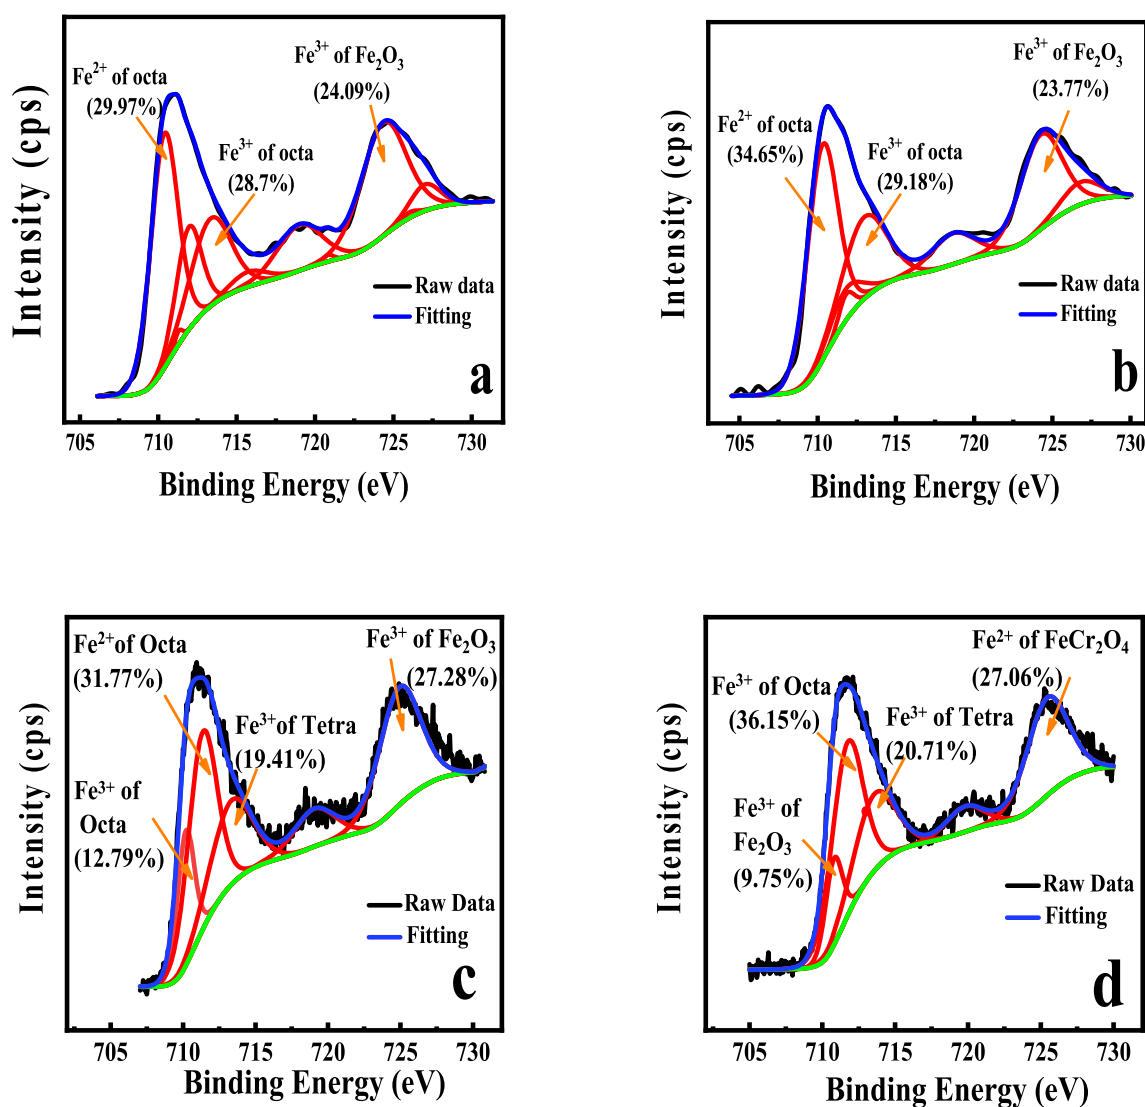 Fe³⁺ of Fe₂O₃
(24.09%)
Fe²⁺ of octa
(29.97%)
Fe³⁺ of octa
(28.7%)
Raw data
Fitting
a
Intensity (cps)
705 710 715 720 725 730
Binding Energy (eV)
Fe³⁺ of Fe₂O₃
(23.77%)
Fe²⁺ of octa
(34.65%)
Fe³⁺ of octa
(29.18%)
Raw data
Fitting
b
Intensity (cps)
705 710 715 720 725 730
Binding Energy (eV)
Fe²⁺of Octa
(31.77%)
Fe³⁺ of Fe₂O₃
(27.28%)
Fe³⁺of Tetra
(19.41%)
Fe³⁺ of
Octa
(12.79%)
Raw Data
Fitting
c
Intensity (cps)
705 710 715 720 725 730
Binding Energy (eV)
Fe²⁺ of FeCr₂O₄
(27.06%)
Fe³⁺ of Octa
(36.15%)
Fe³⁺ of Tetra
(20.71%)
Fe³⁺ of
Fe₂O₃
(9.75%)
Raw Data
Fitting
d
Intensity (cps)
705 710 715 720 725 730
Binding Energy (eV)